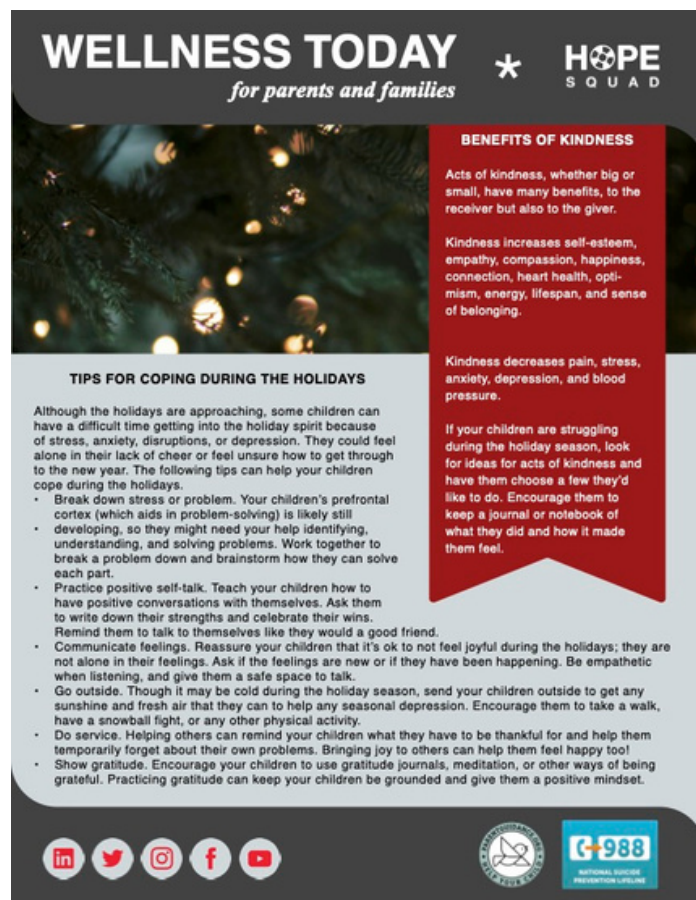 WELLNESS TODAY
for parents and families
*
HOPE
SQUAD
BENEFITS OF KINDNESS
Acts of kindness, whether big or
small, have many benefits, to the
receiver but also to the giver.
Kindness increases self-esteem,
empathy, compassion, happiness,
connection, heart health, opti-
mism, energy, lifespan, and sense
of belonging.
Kindness decreases pain, stress,
anxiety, depression, and blood
pressure.
If your children are struggling
during the holiday season, look
for ideas for acts of kindness and
have them choose a few they'd
like to do. Encourage them to
keep a journal or notebook of
what they did and how it made
them feel.
TIPS FOR COPING DURING THE HOLIDAYS
Although the holidays are approaching, some children can
have a difficult time getting into the holiday spirit because
of stress, anxiety, disruptions, or depression. They could feel
alone in their lack of cheer or feel unsure how to get through
to the new year. The following tips can help your children
cope during the holidays.
• Break down stress or problem. Your children's prefrontal
cortex (which aids in problem-solving) is likely still
• developing, so they might need your help identifying,
understanding, and solving problems. Work together to
break a problem down and brainstorm how they can solve
each part.
• Practice positive self-talk. Teach your children how to
have positive conversations with themselves. Ask them
to write down their strengths and celebrate their wins.
Remind them to talk to themselves like they would a good friend.
• Communicate feelings. Reassure your children that it's ok to not feel joyful during the holidays; they are
not alone in their feelings. Ask if the feelings are new or if they have been happening. Be empathetic
when listening, and give them a safe space to talk.
• Go outside. Though it may be cold during the holiday season, send your children outside to get any
sunshine and fresh air that they can to help any seasonal depression. Encourage them to take a walk,
have a snowball fight, or any other physical activity.
• Do service. Helping others can remind your children what they have to be thankful for and help them
temporarily forget about their own problems. Bringing joy to others can help them feel happy too!
• Show gratitude. Encourage your children to use gratitude journals, meditation, or other ways of being
grateful. Practicing gratitude can keep your children be grounded and give them a positive mindset.
in
f
PARENTGUIDANCE.ORG
HELP YOUR CHILD
988
NATIONAL SUICIDE
PREVENTION LIFELINE